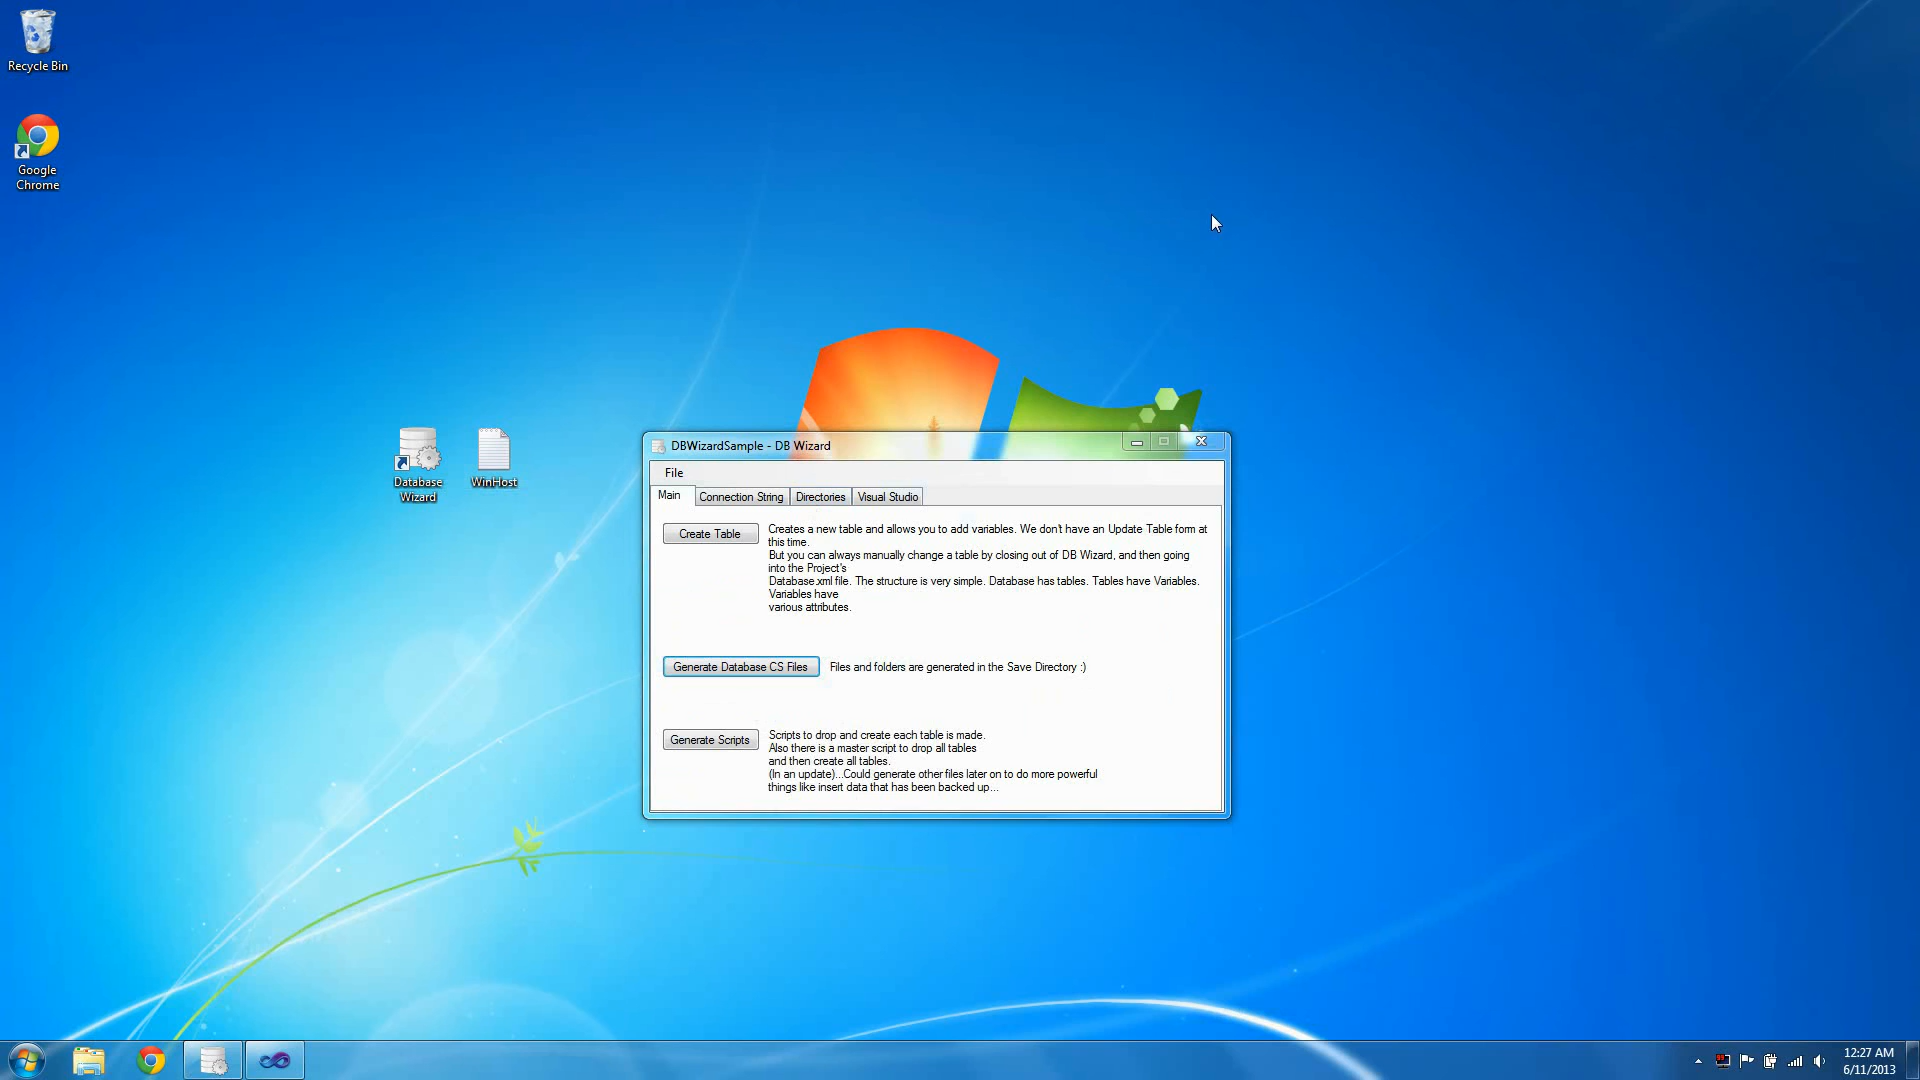 Recycle Bin
Google
Chrome
Database
Wizard
WinHost
DBWizardSample - DB Wizard
File
Main
Connection String
Directories
Visual Studio
Create Table
Creates a new table and allows you to add variables. We don't have an Update Table form at
this time.
But you can always manually change a table by closing out of DB Wizard, and then going
into the Project's
Database.xml file. The structure is very simple. Database has tables. Tables have Variables.
Variables have
various attributes.
Generate Database CS Files
Files and folders are generated in the Save Directory :)
Generate Scripts
Scripts to drop and create each table is made.
Also there is a master script to drop all tables
and then create all tables.
(In an update)...Could generate other files later on to do more powerful
things like insert data that has been backed up...
12:27 AM
6/11/2013